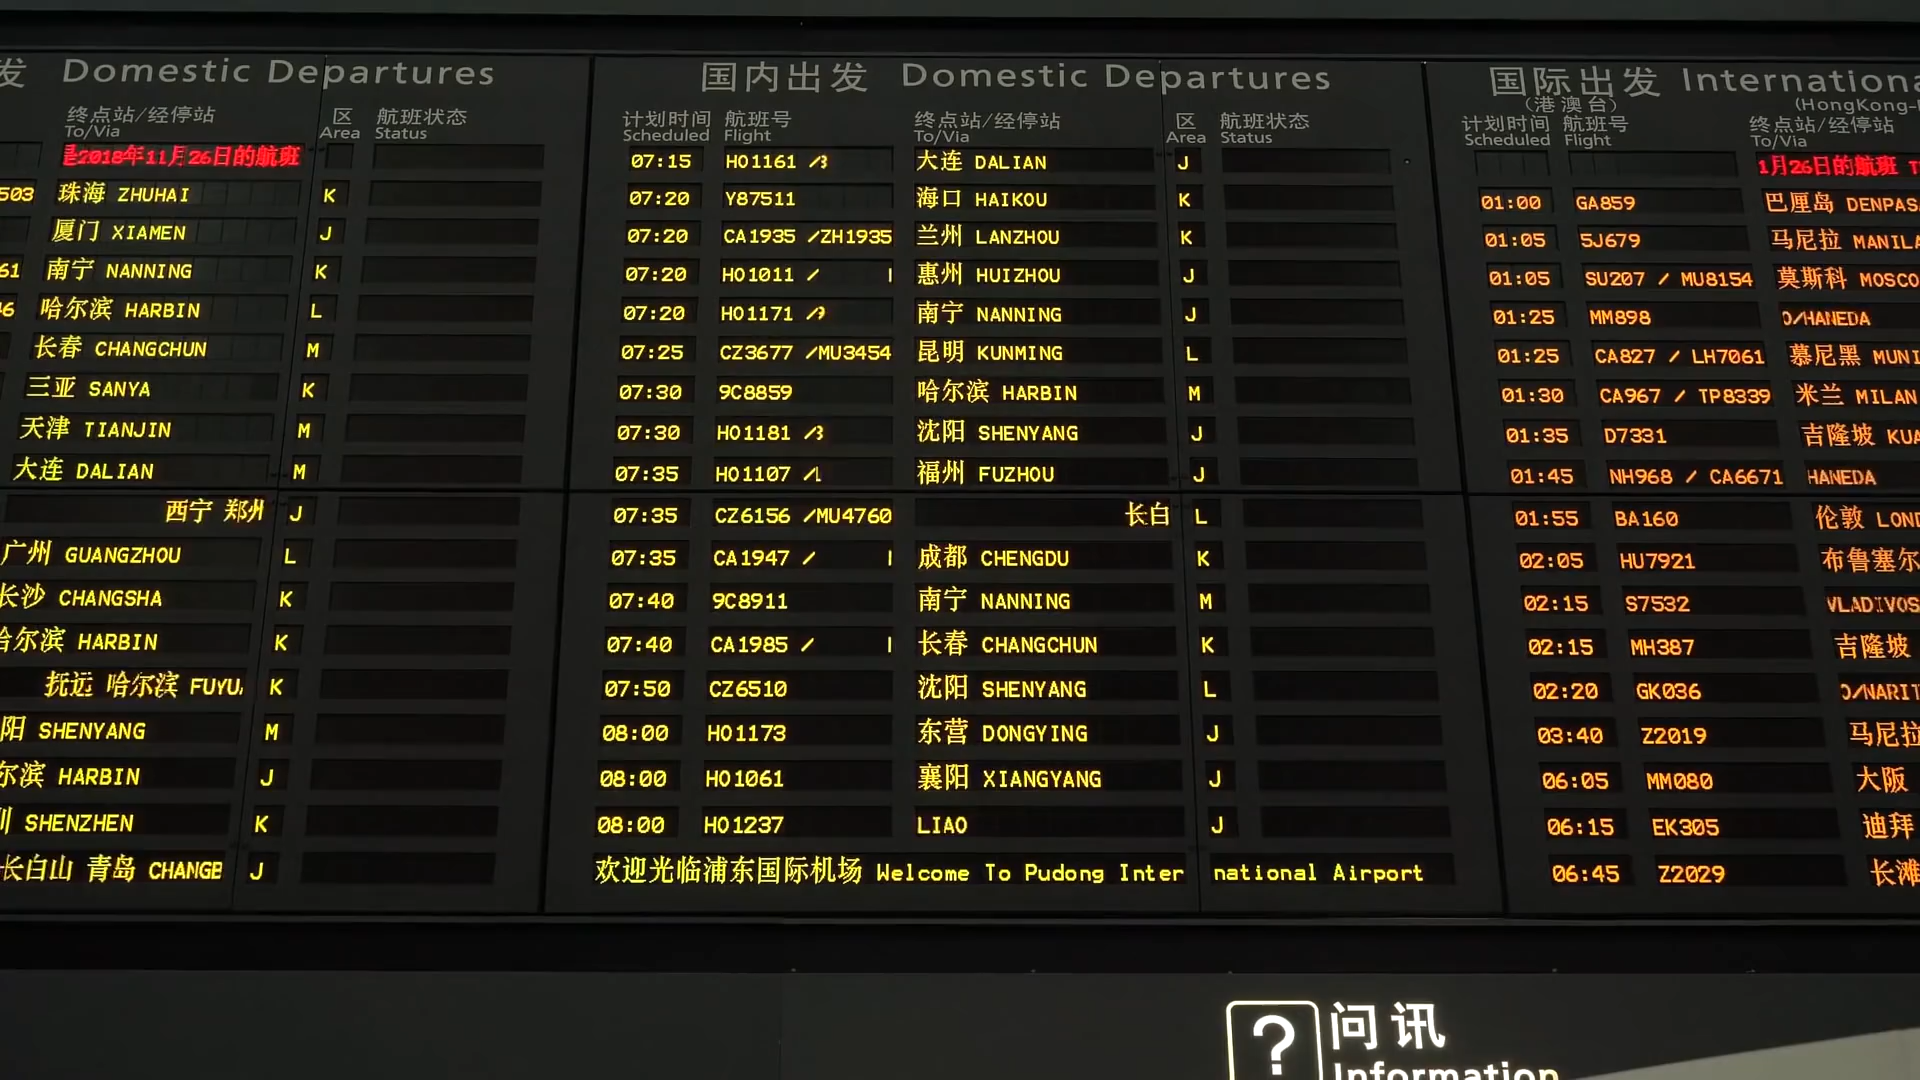 发 Domestic Departures
终点站/经停站 区 航班状态
To/Via Area Status
2018年11月26日的航班
503 珠海 ZHUHAI K
厦门 XIAMEN J
61 南宁 NANNING K
46 哈尔滨 HARBIN L
长春 CHANGCHUN M
三亚 SANYA K
天津 TIANJIN M
大连 DALIAN M
西宁 郑州 J
广州 GUANGZHOU L
长沙 CHANGSHA K
哈尔滨 HARBIN K
抚远 哈尔滨 FUYU K
阳 SHENYANG M
尔滨 HARBIN J
圳 SHENZHEN K
长白山 青岛 CHANGB J
国内出发 Domestic Departures
计划时间 航班号 终点站/经停站 区 航班状态
Scheduled Flight To/Via Area Status
07:15 HO1161 / 大连 DALIAN J
07:20 Y87511 海口 HAIKOU K
07:20 CA1935 /ZH1935 兰州 LANZHOU K
07:20 HO1011 / 惠州 HUIZHOU J
07:20 HO1171 / 南宁 NANNING J
07:25 CZ3677 /MU3454 昆明 KUNMING L
07:30 9C8859 哈尔滨 HARBIN M
07:30 HO1181 / 沈阳 SHENYANG J
07:35 HO1107 / 福州 FUZHOU J
07:35 CZ6156 /MU4760 长白 L
07:35 CA1947 / 成都 CHENGDU K
07:40 9C8911 南宁 NANNING M
07:40 CA1985 / 长春 CHANGCHUN K
07:50 CZ6510 沈阳 SHENYANG L
08:00 HO1173 东营 DONGYING J
08:00 HO1061 襄阳 XIANGYANG J
08:00 HO1237 LIAO J
欢迎光临浦东国际机场 Welcome To Pudong International Airport
国际出发 Internationa
(港澳台) (HongKong-
计划时间 航班号 终点站/经停站
Scheduled Flight To/Via
1月26日的航班 T
01:00 GA859 巴厘岛 DENPAS
01:05 5J679 马尼拉 MANILA
01:05 SU207 / MU8154 莫斯科 MOSCO
01:25 MM898 O/HANEDA
01:25 CA827 / LH7061 慕尼黑 MUNI
01:30 CA967 / TP8339 米兰 MILAN
01:35 D7331 吉隆坡 KUA
01:45 NH968 / CA6671 HANEDA
01:55 BA160 伦敦 LOND
02:05 HU7921 布鲁塞尔
02:15 S7532 VLADIVOS
02:15 MH387 吉隆坡
02:20 GK036 O/NARIT
03:40 Z2019 马尼拉
06:05 MM080 大阪
06:15 EK305 迪拜
06:45 Z2029 长滩
? 问讯
Information